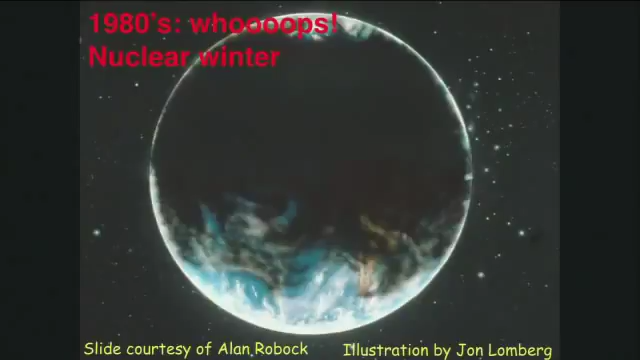 1980's: whoooops!
Nuclear winter
Slide courtesy of Alan Robock
Illustration by Jon Lomberg